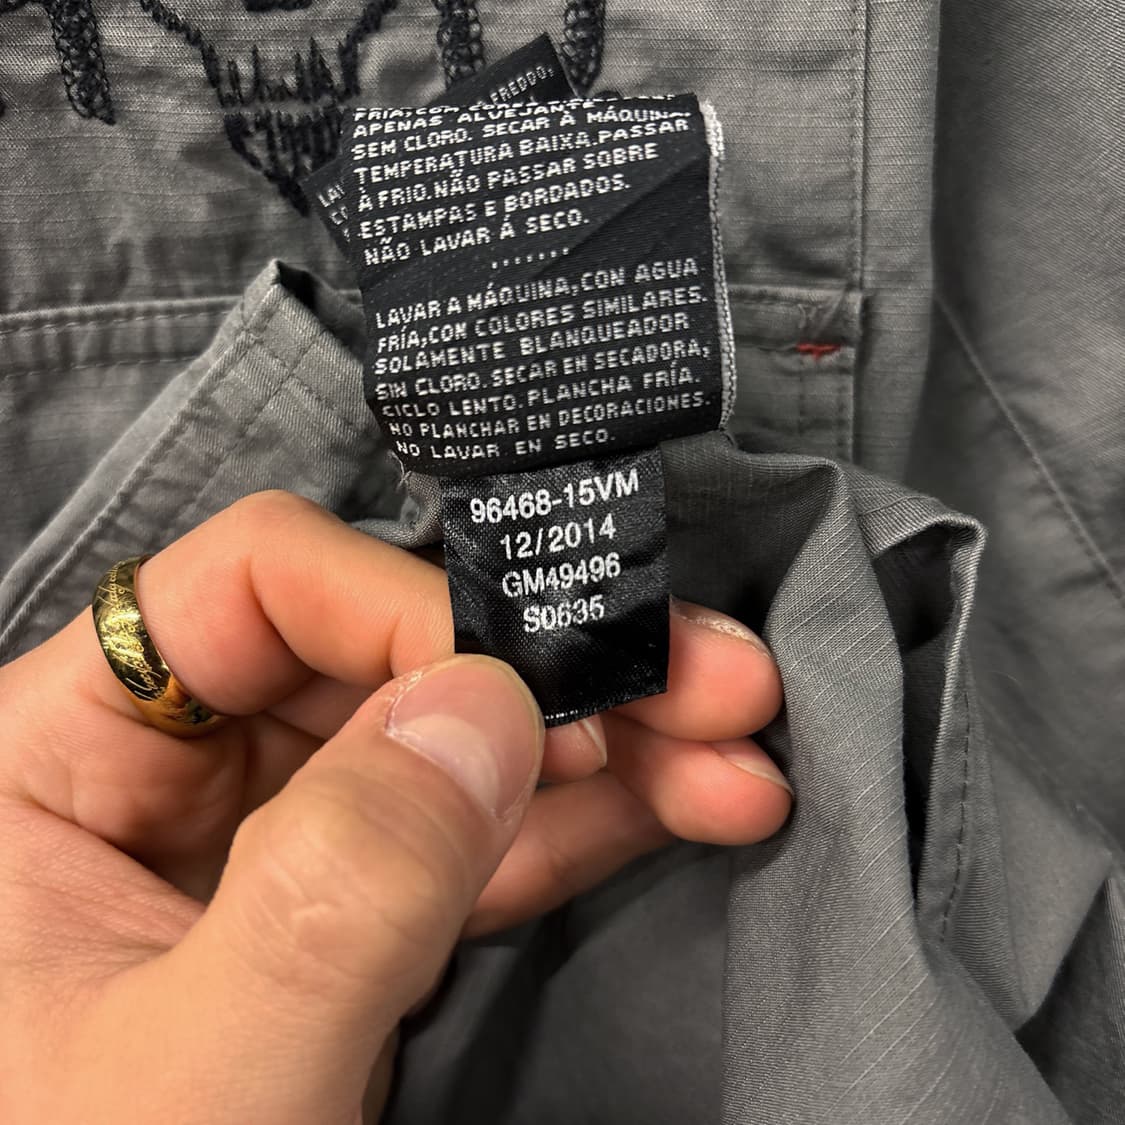 FREDDO,
APENAS ALVEJANTE
SEM CLORO. SECAR À MÁQUINA,
TEMPERATURA BAIXA.PASSAR
À FRIO.NÃO PASSAR SOBRE
ESTAMPAS E BORDADOS.
NÃO LAVAR Á SECO.
.......
LAVAR A MÁQUINA,CON AGUA
FRÍA,CON COLORES SIMILARES.
SOLAMENTE BLANQUEADOR
SIN CLORO.SECAR EN SECADORA,
CICLO LENTO.PLANCHA FRÍA.
NO PLANCHAR EN DECORACIONES.
NO LAVAR EN SECO.
96468-15VM
12/2014
GM49496
S0635